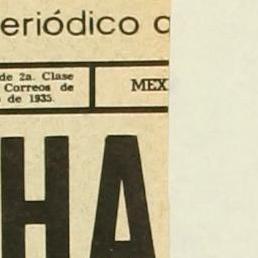 eriódico
de 2a. Clase
Correos de
de 1935.
MEX
HA